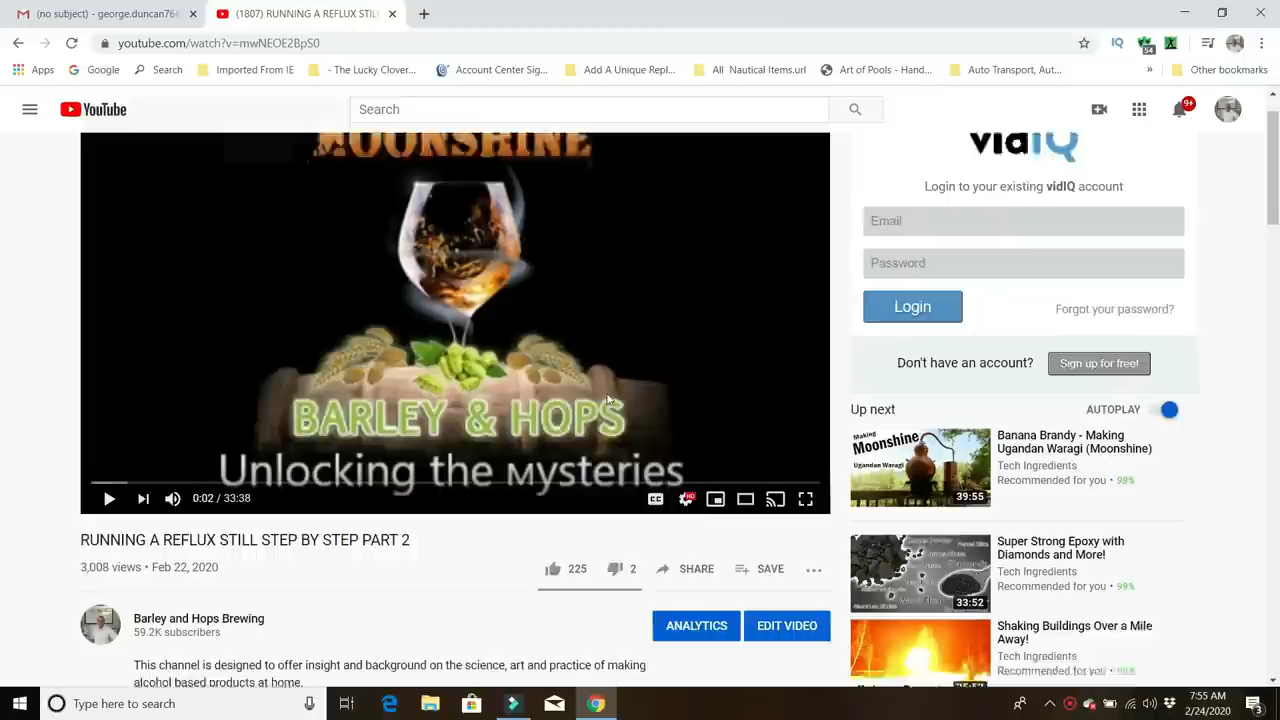 (no subject) - george.duncan76@
(1807) RUNNING A REFLUX STIL
youtube.com/watch?v=mwNEOE2BpS0
54
Apps
Google
Search
Imported From IE
- The Lucky Clover...
Account Center Sig...
Add A Unique Repl...
All Nautical Items.url
Art of Pools - Hand...
Auto Transport, Aut...
»
Other bookmarks
YouTube
Search
9+
MOONSHINE
BARLEY & HOPS
Unlocking the Mysteries
0:02 / 33:38
CC
HD
RUNNING A REFLUX STILL STEP BY STEP PART 2
3,008 views • Feb 22, 2020
225
2
SHARE
SAVE
Barley and Hops Brewing
59.2K subscribers
ANALYTICS
EDIT VIDEO
This channel is designed to offer insight and background on the science, art and practice of making
alcohol based products at home.
vidIQ
Login to your existing vidIQ account
Email
Password
Login
Forgot your password?
Don't have an account?
Sign up for free!
Up next
AUTOPLAY
Making
Moonshine
Ugandan Waragi
39:55
Banana Brandy - Making
Ugandan Waragi (Moonshine)
Tech Ingredients
Recommended for you • 98%
33:52
Super Strong Epoxy with
Diamonds and More!
Tech Ingredients
Recommended for you • 99%
Shaking Buildings Over a Mile
Away!
Tech Ingredients
Recommended for you
Type here to search
7:55 AM
2/24/2020
3